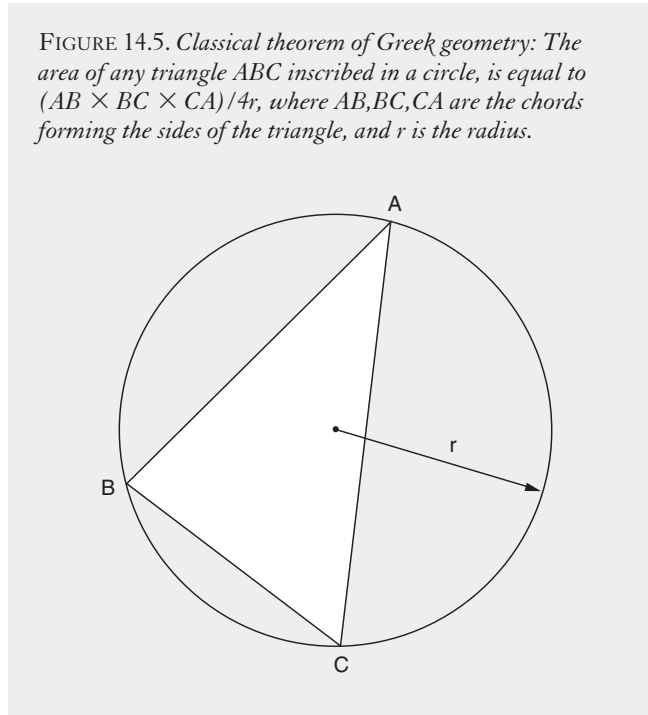 FIGURE 14.5. Classical theorem of Greek geometry: The
area of any triangle ABC inscribed in a circle, is equal to
(AB × BC × CA)/4r, where AB,BC,CA are the chords
forming the sides of the triangle, and r is the radius.
A
r
B
C